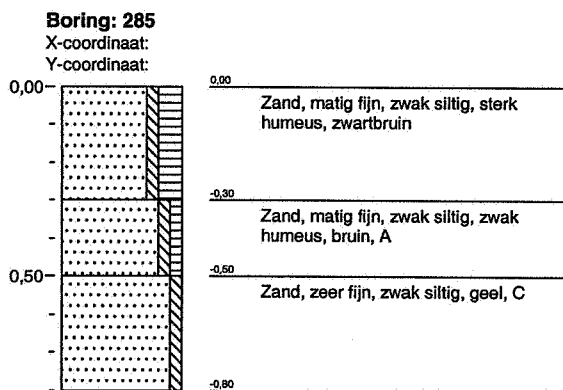 Boring: 285
X-coordinaat:
Y-coordinaat:
0,00
0,00
Zand, matig fijn, zwak siltig, sterk
humeus, zwartbruin
-0,30
Zand, matig fijn, zwak siltig, zwak
humeus, bruin, A
0,50
-0,50
Zand, zeer fijn, zwak siltig, geel, C
-0,80